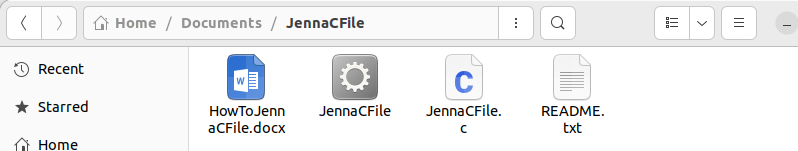 Home / Documents / JennaCFile
Recent
Starred
Home
W
HowToJenn
aCFile.docx
JennaCFile
C
JennaCFile.
c
README.
txt